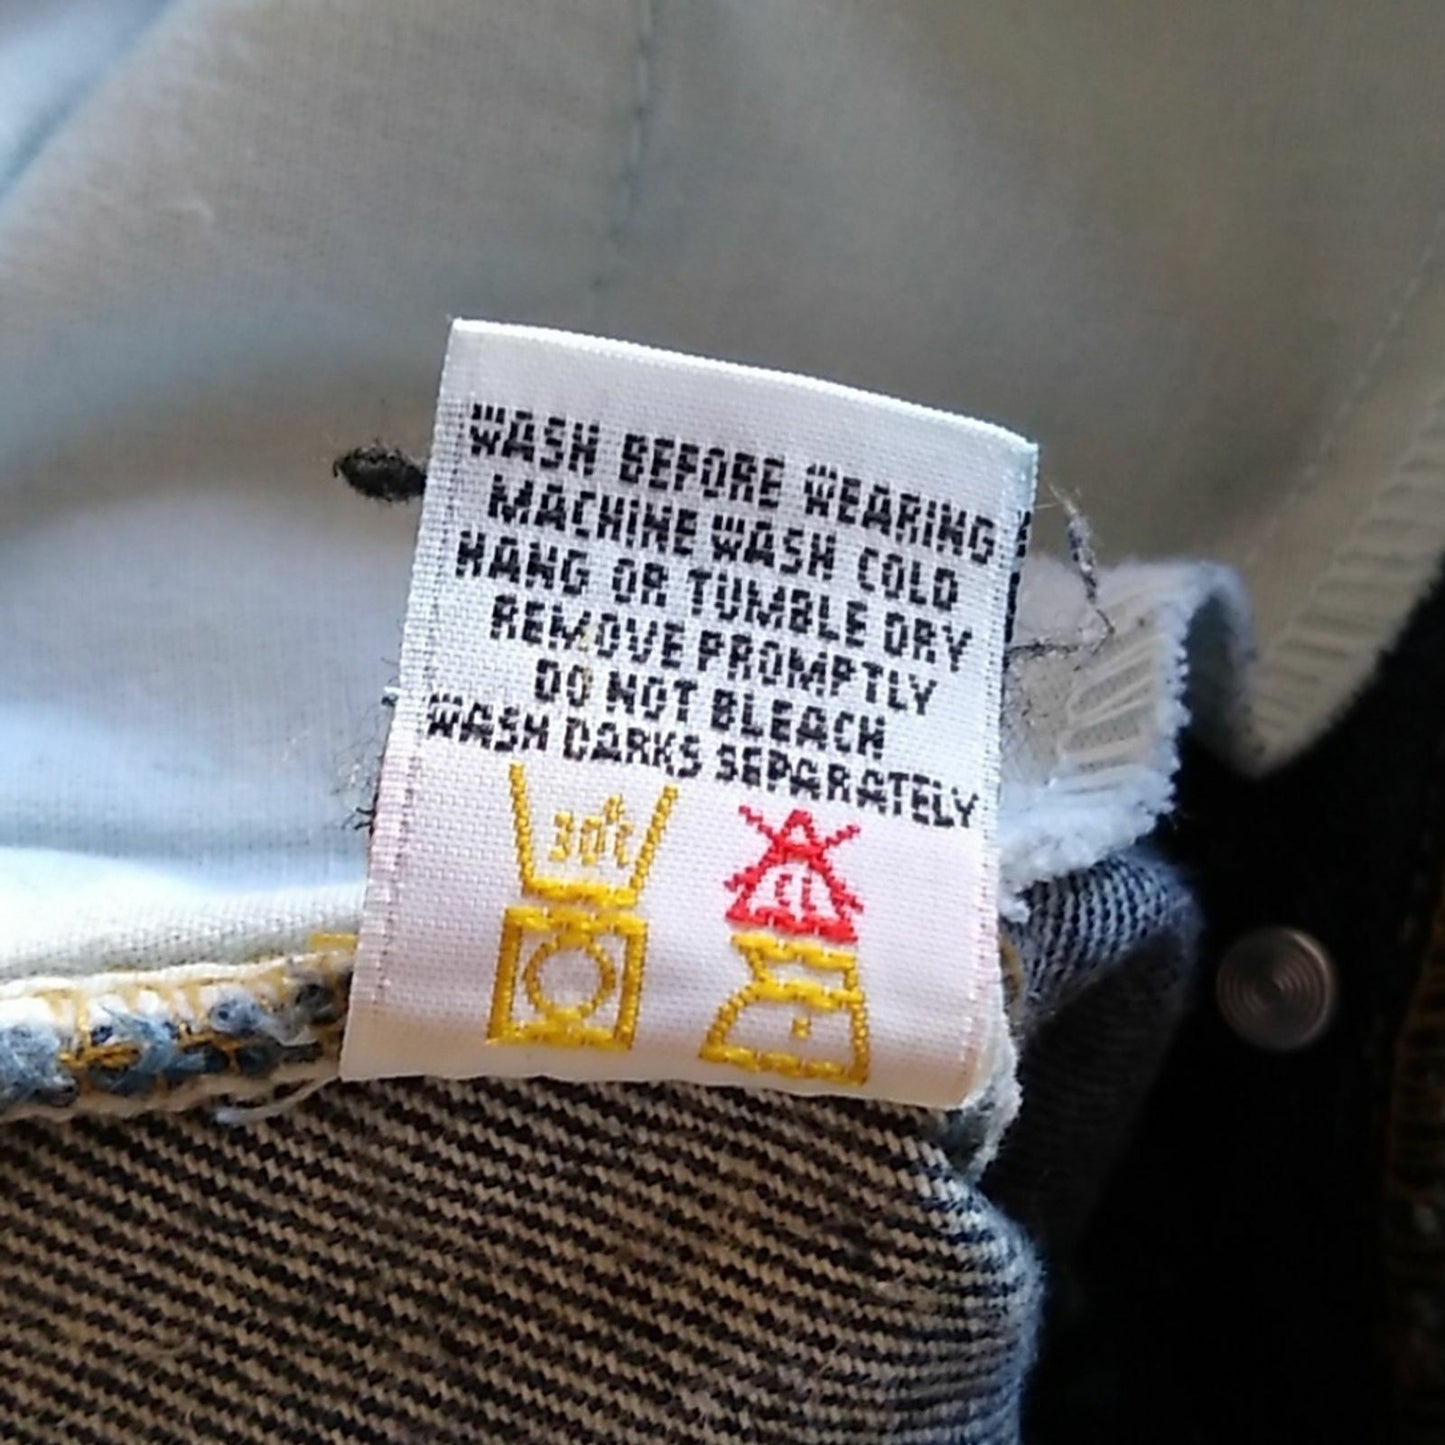 WASH BEFORE WEARING
MACHINE WASH COLD
HANG OR TUMBLE DRY
REMOVE PROMPTLY
DO NOT BLEACH
WASH DARKS SEPARATELY
30°C
CL